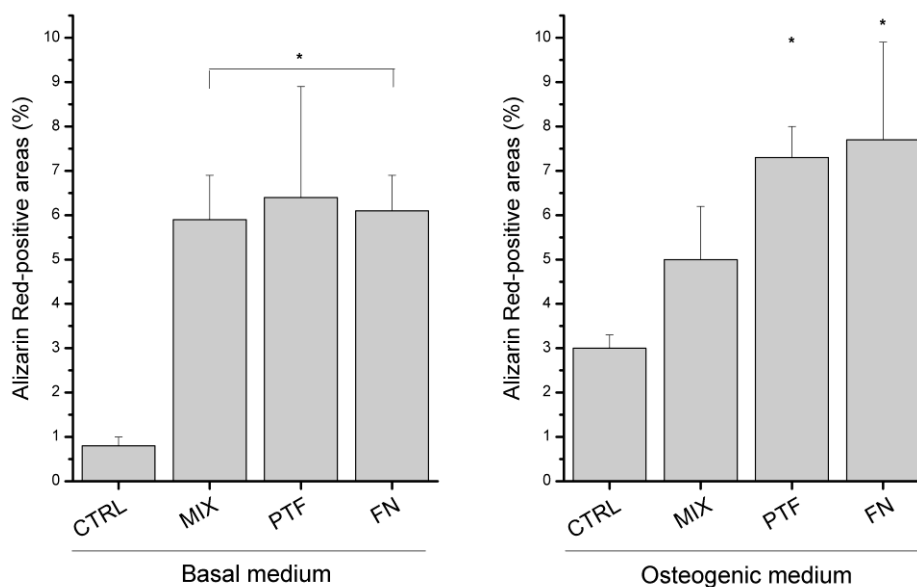 Alizarin Red-positive areas (%)
10
9
8
7
6
5
4
3
2
1
0
*
CTRL
MIX
PTF
FN
Basal medium
Alizarin Red-positive areas (%)
10
9
8
7
6
5
4
3
2
1
0
*
*
CTRL
MIX
PTF
FN
Osteogenic medium